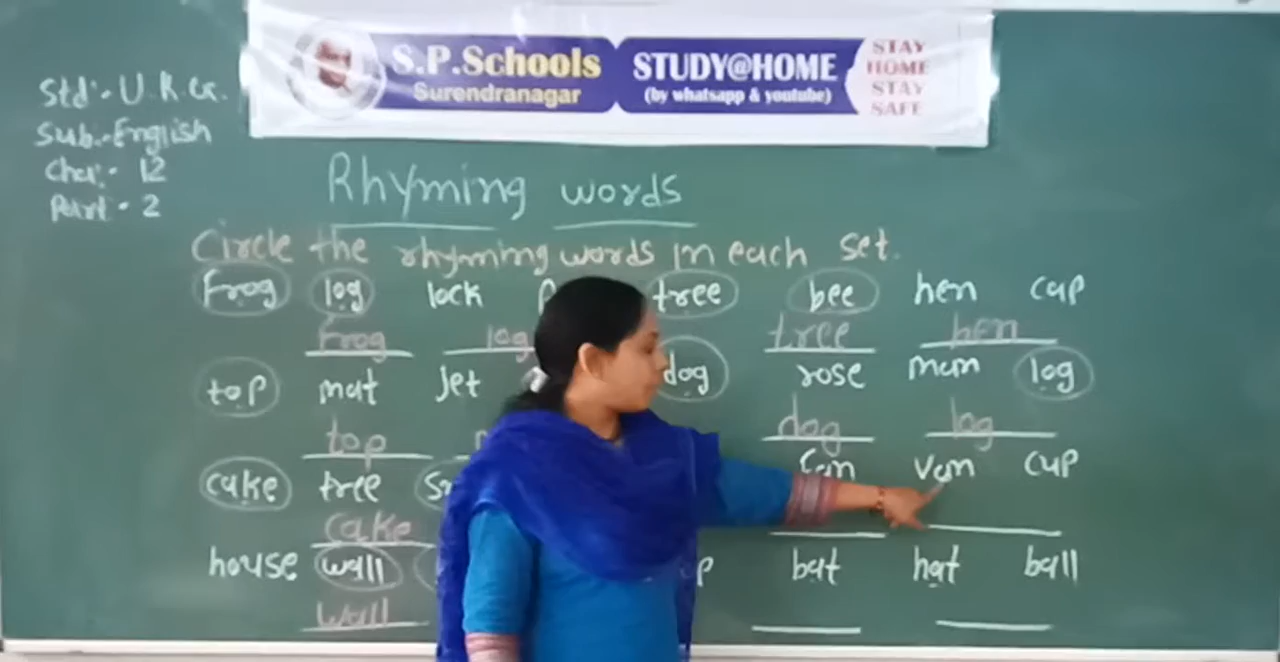 S.P.Schools
Surendranagar
STUDY@HOME
(by whatsapp & youtube)
STAY
HOME
STAY
SAFE
Std:- U.K.G.
Sub.-English
Cha:- 12
Part - 2
Rhyming words
Circle the rhyming words in each set.
frog log lock tree bee hen cap
frog log tree hen
top mat jet dog rose man log
top dog log
cake tree fan van cup
cake
house wall bat hat ball
wall